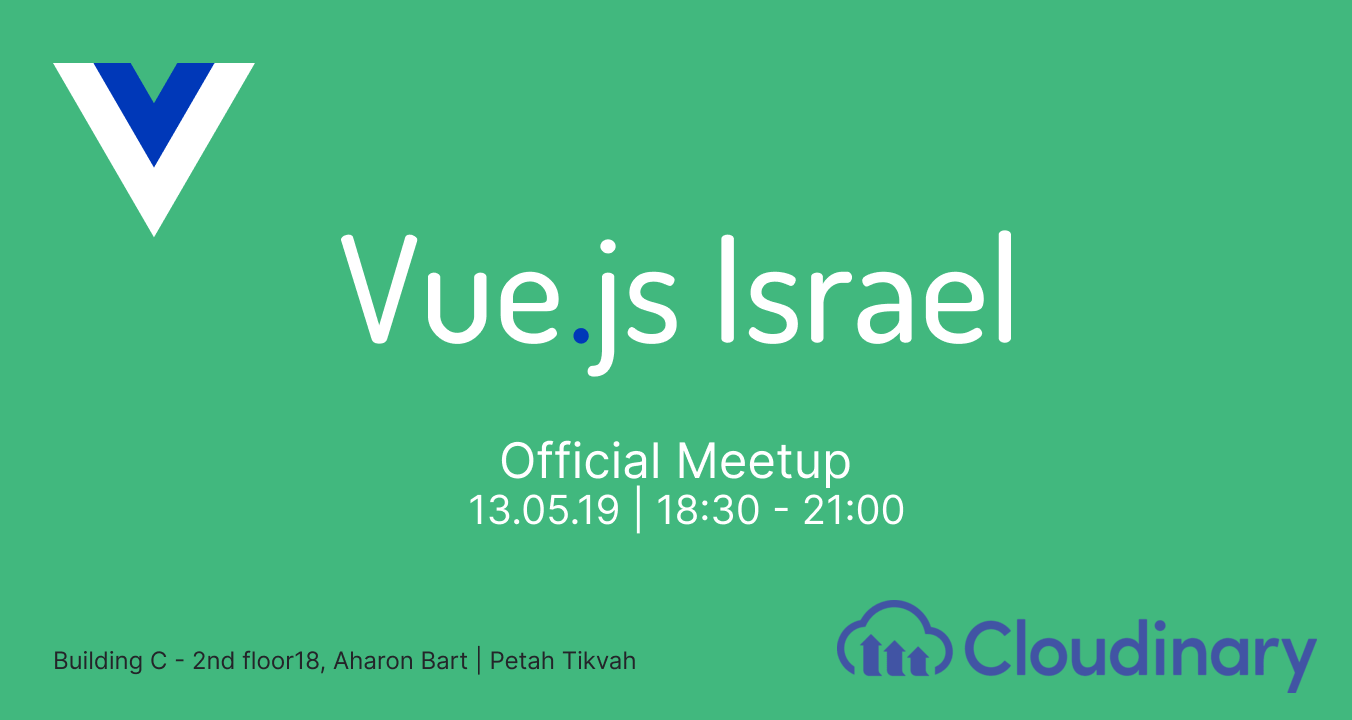 Vue.js Israel
Official Meetup
13.05.19 | 18:30 - 21:00
Building C - 2nd floor18, Aharon Bart | Petah Tikvah
Cloudinary